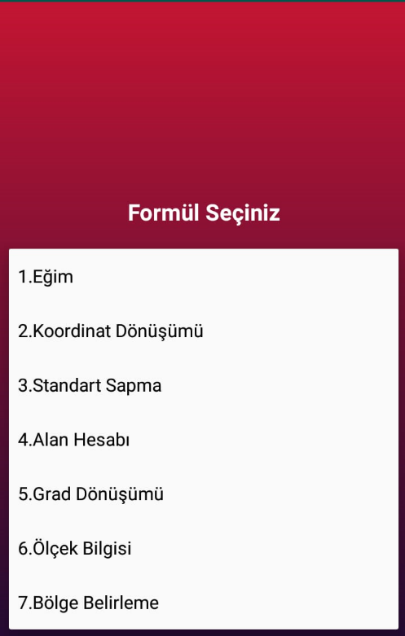 Formül Seçiniz
1.Eğim
2.Koordinat Dönüşümü
3.Standart Sapma
4.Alan Hesabı
5.Grad Dönüşümü
6.Ölçek Bilgisi
7.Bölge Belirleme